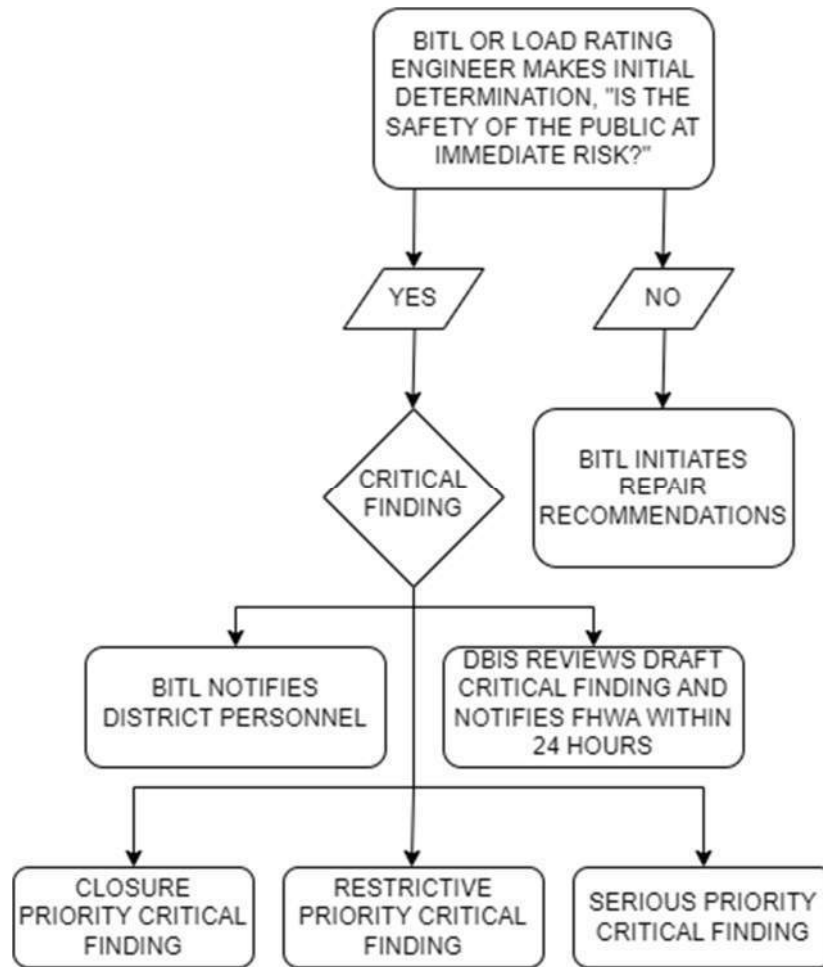 BITL OR LOAD RATING
ENGINEER MAKES INITIAL
DETERMINATION, "IS THE
SAFETY OF THE PUBLIC AT
IMMEDIATE RISK?"
YES
NO
CRITICAL
FINDING
BITL INITIATES
REPAIR
RECOMMENDATIONS
BITL NOTIFIES
DISTRICT PERSONNEL
DBIS REVIEWS DRAFT
CRITICAL FINDING AND
NOTIFIES FHWA WITHIN
24 HOURS
CLOSURE
PRIORITY CRITICAL
FINDING
RESTRICTIVE
PRIORITY CRITICAL
FINDING
SERIOUS PRIORITY
CRITICAL FINDING